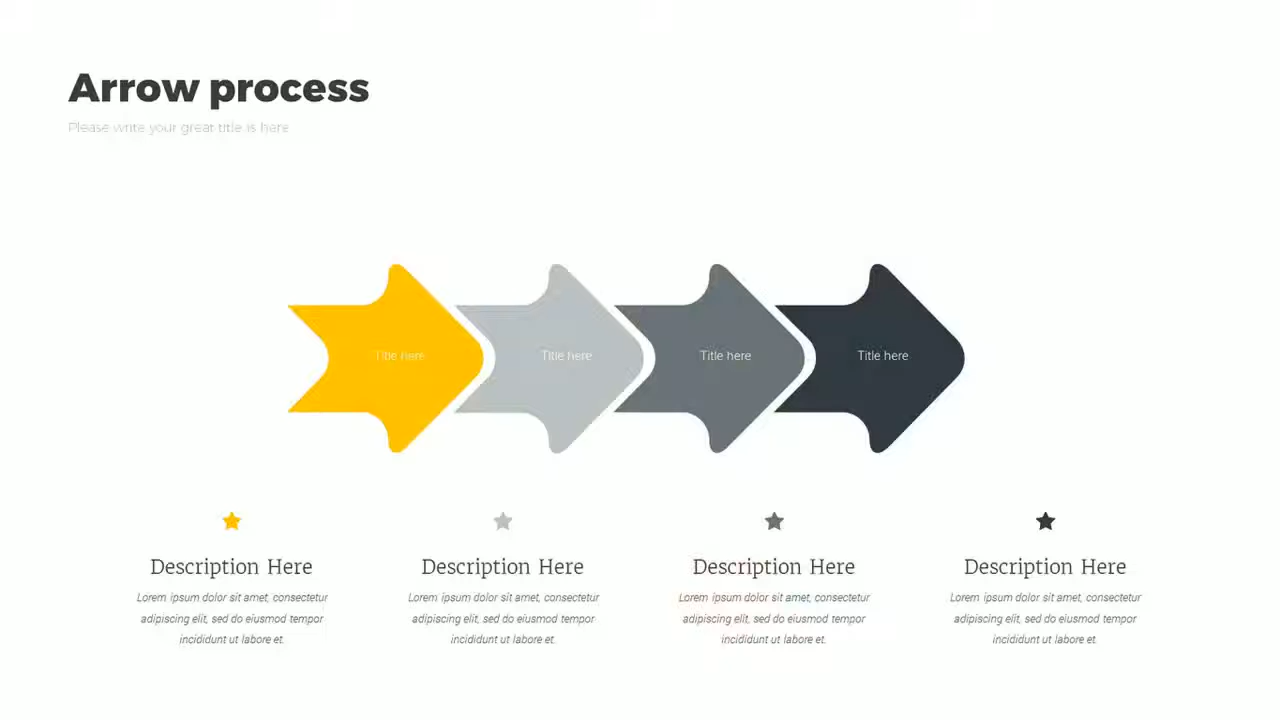 Arrow process
Please write your great title is here
Title here
Title here
Title here
Title here
Description Here
Lorem ipsum dolor sit amet, consectetur
adipiscing elit, sed do eiusmod tempor
incididunt ut labore et.
Description Here
Lorem ipsum dolor sit amet, consectetur
adipiscing elit, sed do eiusmod tempor
incididunt ut labore et.
Description Here
Lorem ipsum dolor sit amet, consectetur
adipiscing elit, sed do eiusmod tempor
incididunt ut labore et.
Description Here
Lorem ipsum dolor sit amet, consectetur
adipiscing elit, sed do eiusmod tempor
incididunt ut labore et.